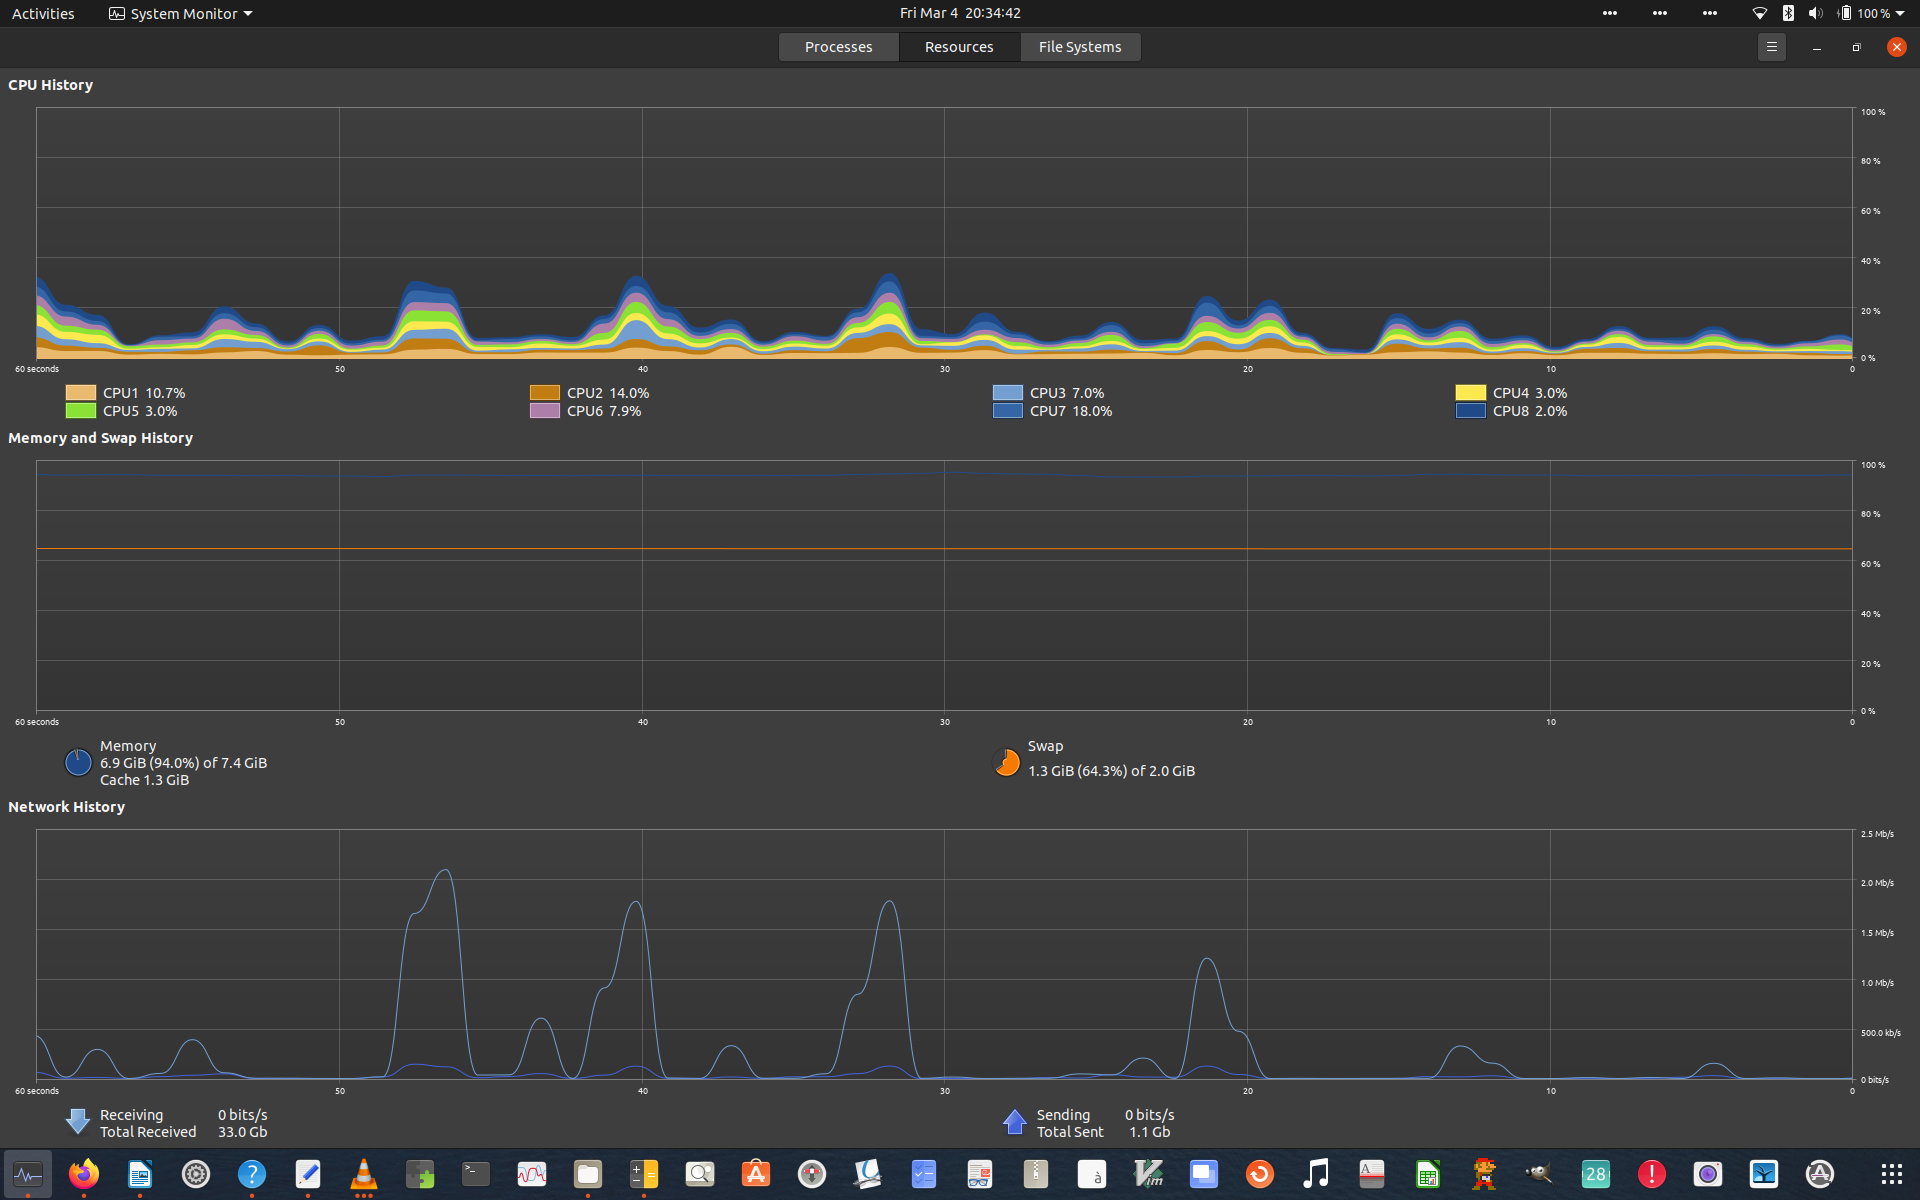 Activities
System Monitor
Fri Mar 4 20:34:42
100 %
Processes
Resources
File Systems
CPU History
100 %
80 %
60 %
40 %
20 %
0 %
60 seconds 50 40 30 20 10 0
CPU1 10.7% CPU2 14.0% CPU3 7.0% CPU4 3.0%
CPU5 3.0% CPU6 7.9% CPU7 18.0% CPU8 2.0%
Memory and Swap History
100 %
80 %
60 %
40 %
20 %
0 %
60 seconds 50 40 30 20 10 0
Memory
6.9 GiB (94.0%) of 7.4 GiB
Cache 1.3 GiB
Swap
1.3 GiB (64.3%) of 2.0 GiB
Network History
2.5 Mb/s
2.0 Mb/s
1.5 Mb/s
1.0 Mb/s
500.0 kb/s
0 bits/s
60 seconds 50 40 30 20 10 0
Receiving 0 bits/s
Total Received 33.0 Gb
Sending 0 bits/s
Total Sent 1.1 Gb
?
>_
à
Vim
A
28
!
A